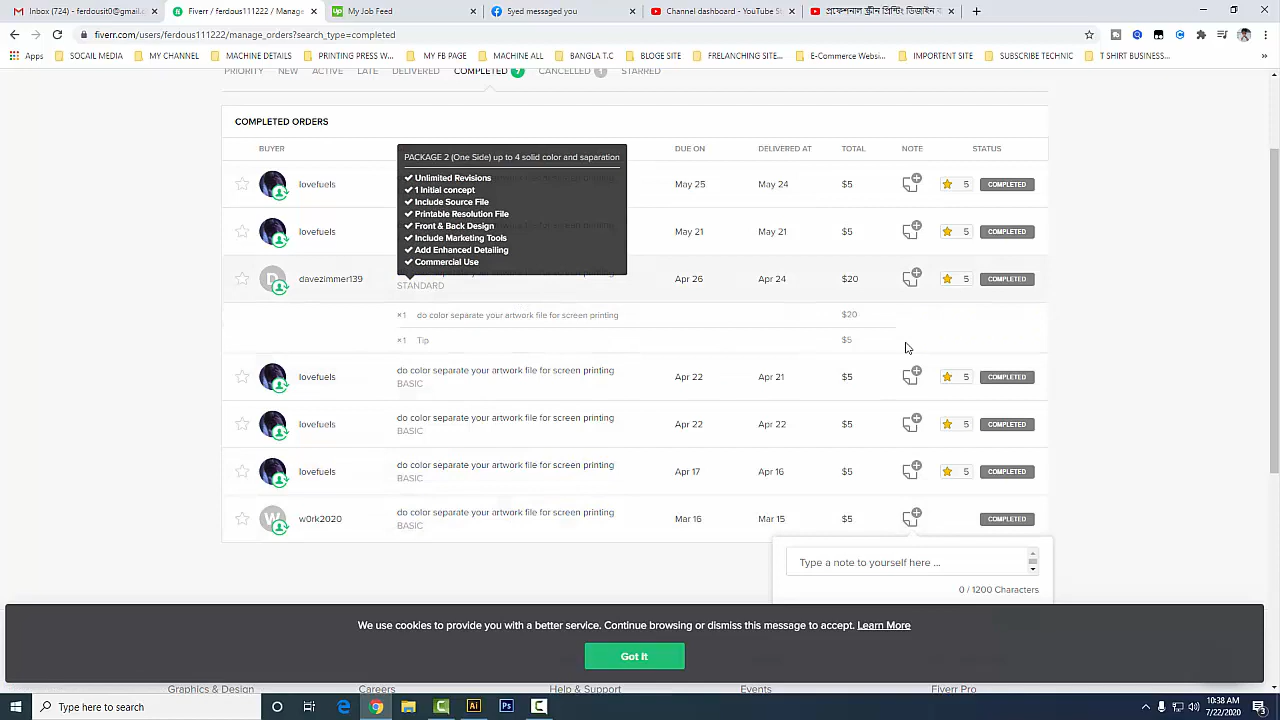 Inbox (724) - ferdousit0@gmail.c
Fiverr / ferdous111222 / Manage
My Job Feed
Syed messaged you
Channel dashboard - YouTube St
প্রফেশনাল স্ক্রীন প্রিন্টিং ডিজাইন ব
fiverr.com/users/ferdous111222/manage_orders?search_type=completed
Apps
SOCAIL MEDIA
MY CHANNEL
MACHINE DETAILS
PRINTING PRESS W...
MY FB PAGE
MACHINE ALL
BANGLA T.C
BLOGE SITE
FRELANCHING SITE...
E-Commerce Websi...
IMPORTENT SITE
SUBSCRIBE TECHNIC
T SHIRT BUSINESS...
PRIORITY NEW ACTIVE LATE DELIVERED COMPLETED 7 CANCELLED 1 STARRED
COMPLETED ORDERS
BUYER DUE ON DELIVERED AT TOTAL NOTE STATUS
PACKAGE 2 (One Side) up to 4 solid color and saparation
Unlimited Revisions
1 Initial concept
Include Source File
Printable Resolution File
Front & Back Design
Include Marketing Tools
Add Enhanced Detailing
Commercial Use
lovefuels May 25 May 24 $5 5 COMPLETED
lovefuels May 21 May 21 $5 5 COMPLETED
davezimmer139 Apr 26 Apr 24 $20 5 COMPLETED
STANDARD
×1 do color separate your artwork file for screen printing $20
×1 Tip $5
lovefuels do color separate your artwork file for screen printing Apr 22 Apr 21 $5 5 COMPLETED
BASIC
lovefuels do color separate your artwork file for screen printing Apr 22 Apr 22 $5 5 COMPLETED
BASIC
lovefuels do color separate your artwork file for screen printing Apr 17 Apr 16 $5 5 COMPLETED
BASIC
w0rk2020 do color separate your artwork file for screen printing Mar 16 Mar 15 $5 COMPLETED
BASIC
Type a note to yourself here ...
0 / 1200 Characters
We use cookies to provide you with a better service. Continue browsing or dismiss this message to accept. Learn More
Got It
Graphics & Design Careers Help & Support Events Fiverr Pro
Type here to search
10:38 AM
7/22/2020